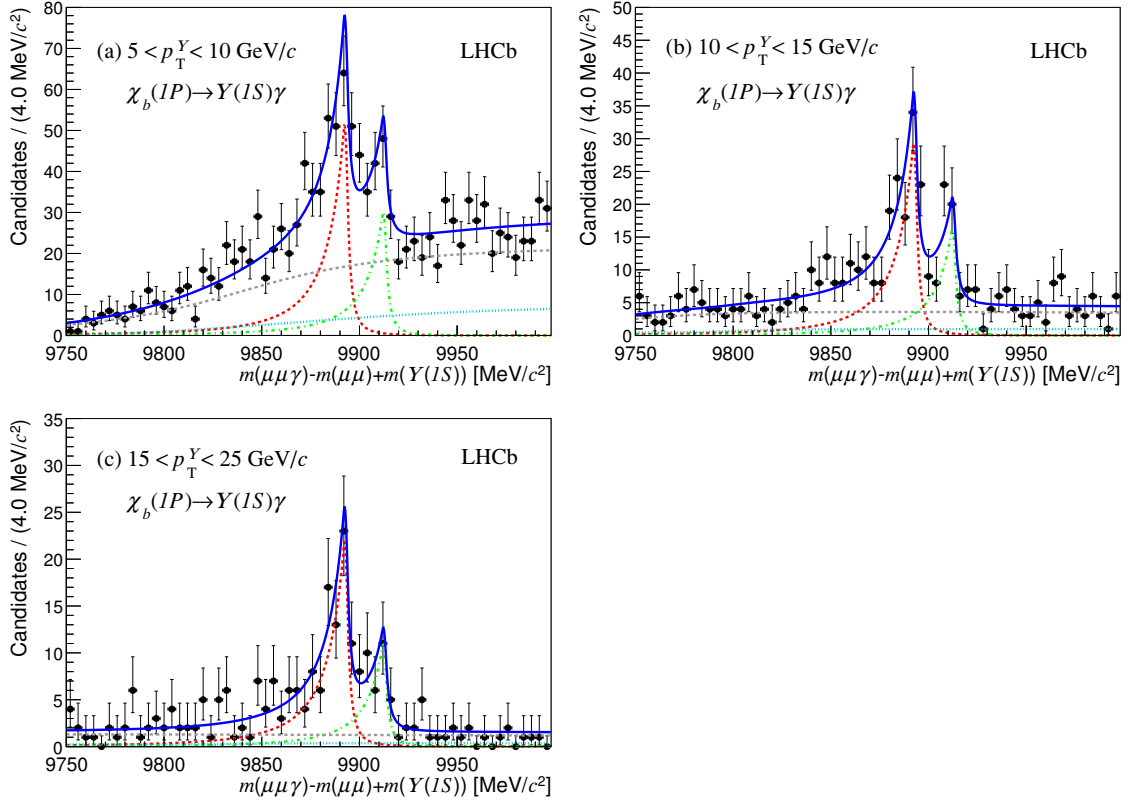 Candidates / (4.0 MeV/c²)
80
70
60
50
40
30
20
10
0
(a) 5 < p_T^Υ < 10 GeV/c
LHCb
χ_b(1P)→Υ(1S)γ
9750 9800 9850 9900 9950
m(μμγ)-m(μμ)+m(Υ(1S)) [MeV/c²]
Candidates / (4.0 MeV/c²)
50
45
40
35
30
25
20
15
10
5
0
(b) 10 < p_T^Υ < 15 GeV/c
LHCb
χ_b(1P)→Υ(1S)γ
9750 9800 9850 9900 9950
m(μμγ)-m(μμ)+m(Υ(1S)) [MeV/c²]
Candidates / (4.0 MeV/c²)
35
30
25
20
15
10
5
0
(c) 15 < p_T^Υ < 25 GeV/c
LHCb
χ_b(1P)→Υ(1S)γ
9750 9800 9850 9900 9950
m(μμγ)-m(μμ)+m(Υ(1S)) [MeV/c²]